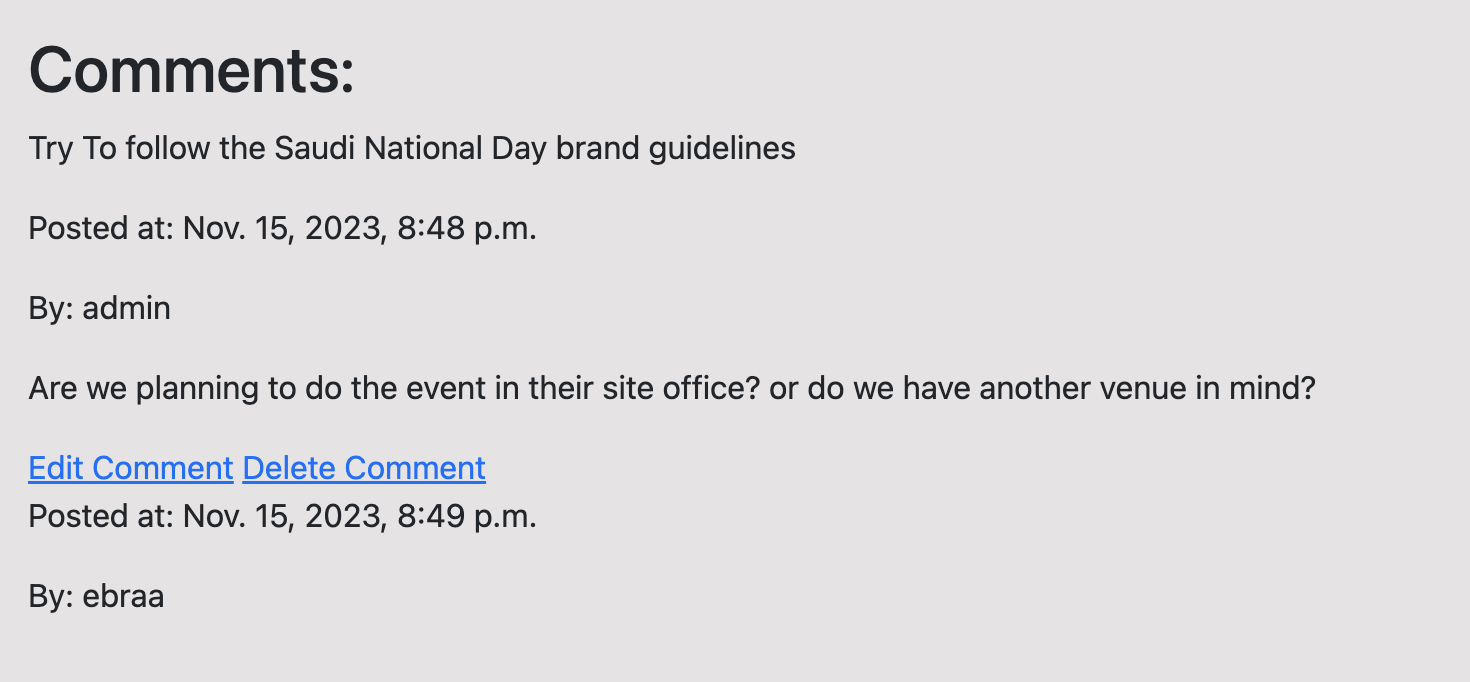 Comments:
Try To follow the Saudi National Day brand guidelines
Posted at: Nov. 15, 2023, 8:48 p.m.
By: admin
Are we planning to do the event in their site office? or do we have another venue in mind?
Edit Comment Delete Comment
Posted at: Nov. 15, 2023, 8:49 p.m.
By: ebraa